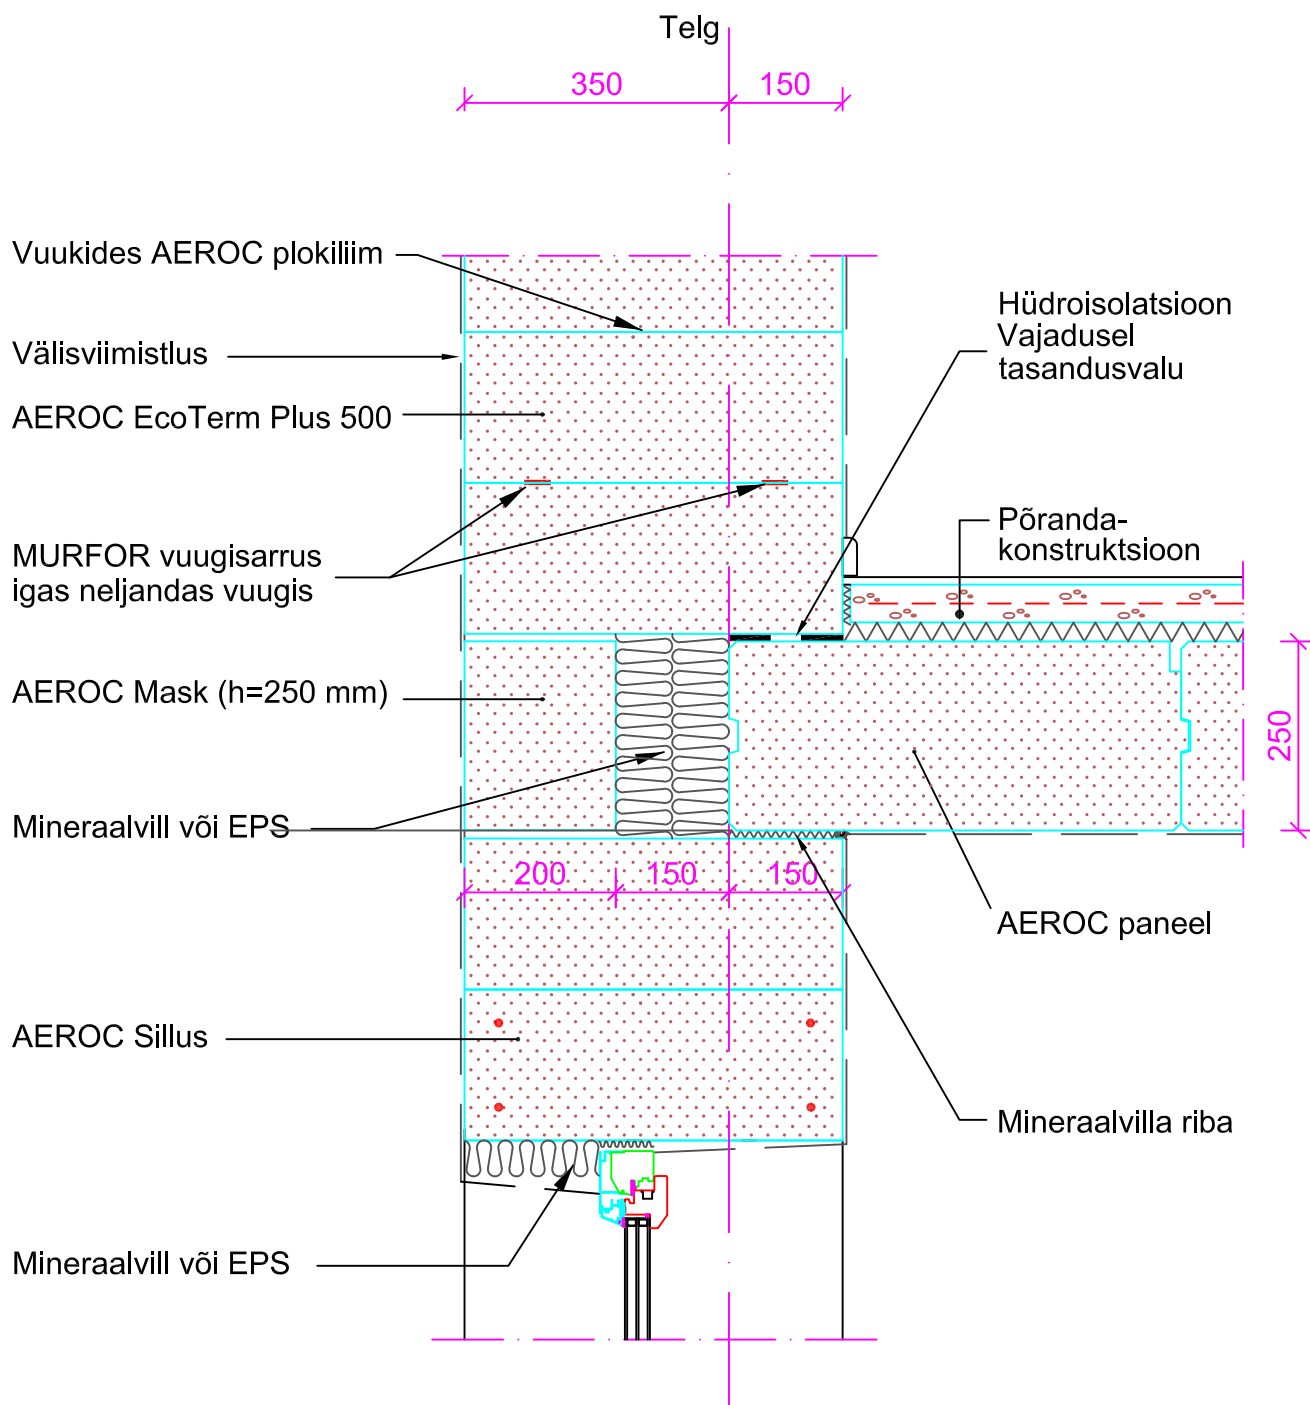 Telg
350
150
Vuukides AEROC plokiliim
Välisviimistlus
AEROC EcoTerm Plus 500
MURFOR vuugisarrus
igas neljandas vuugis
AEROC Mask (h=250 mm)
Mineraalvill või EPS
200
150
150
AEROC Sillus
Mineraalvill või EPS
Hüdroisolatsioon
Vajadusel
tasandusvalu
Põranda-
konstruktsioon
250
AEROC paneel
Mineraalvilla riba